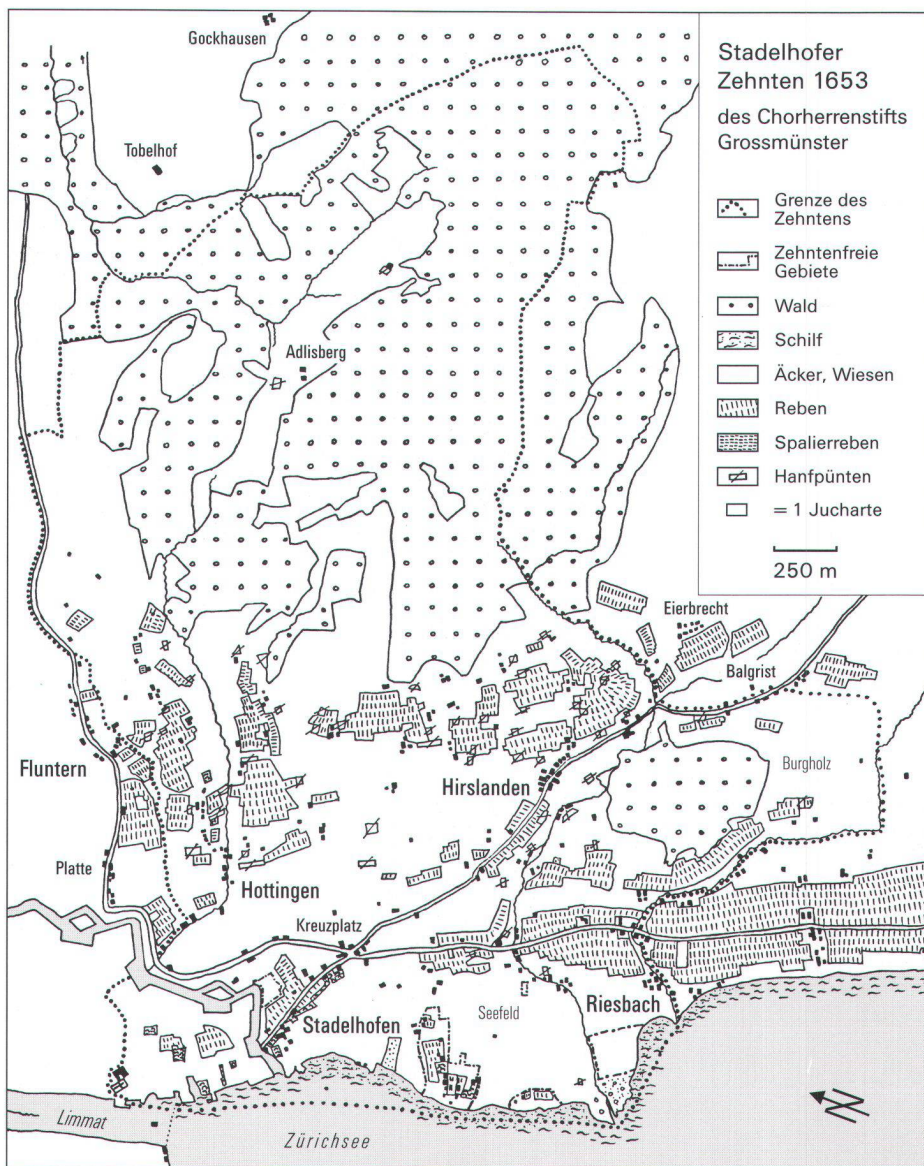 Stadelhofer
Zehnten 1653
des Chorherrenstifts
Grossmünster
Grenze des
Zehntens
Zehntenfreie
Gebiete
Wald
Schilf
Äcker, Wiesen
Reben
Spalierreben
Hanfpünten
= 1 Jucharte
250 m
Gockhausen
Tobelhof
Adlisberg
Eierbrecht
Balgrist
Fluntern
Hirslanden
Burgholz
Platte
Hottingen
Kreuzplatz
Stadelhofen
Seefeld
Riesbach
Limmat
Zürichsee
N